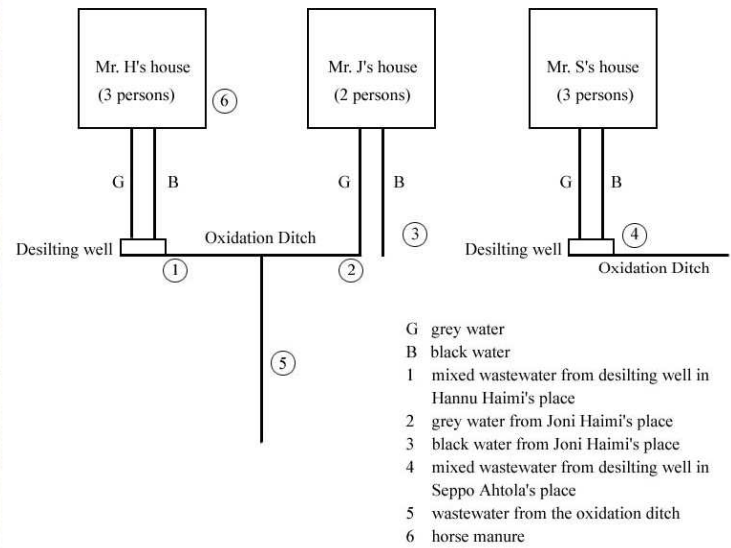 Mr. H's house
(3 persons)
6
Mr. J's house
(2 persons)
Mr. S's house
(3 persons)
G
B
G
B
G
B
Desilting well
1
Oxidation Ditch
2
3
Desilting well
4
Oxidation Ditch
5
G grey water
B black water
1 mixed wastewater from desilting well in
Hannu Haimi's place
2 grey water from Joni Haimi's place
3 black water from Joni Haimi's place
4 mixed wastewater from desilting well in
Seppo Ahtola's place
5 wastewater from the oxidation ditch
6 horse manure